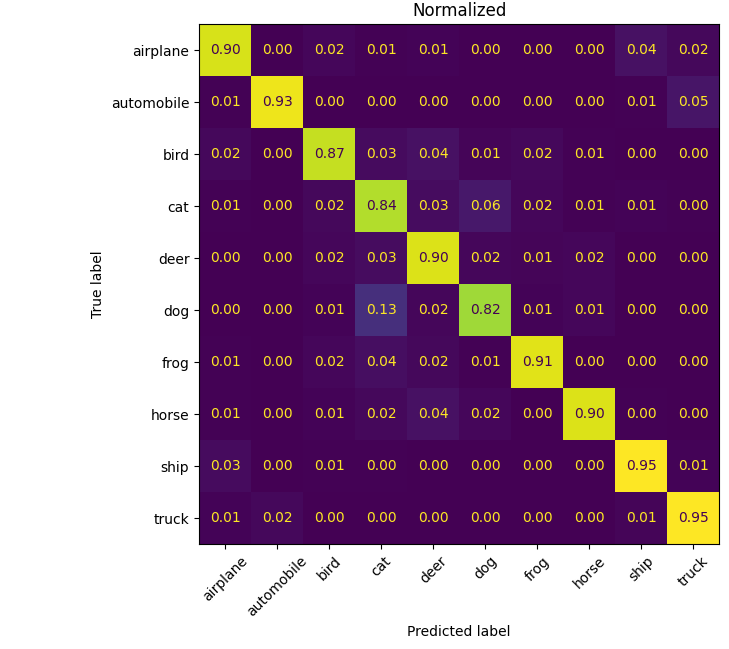 Normalized
True label
airplane 0.90 0.00 0.02 0.01 0.01 0.00 0.00 0.00 0.04 0.02
automobile 0.01 0.93 0.00 0.00 0.00 0.00 0.00 0.00 0.01 0.05
bird 0.02 0.00 0.87 0.03 0.04 0.01 0.02 0.01 0.00 0.00
cat 0.01 0.00 0.02 0.84 0.03 0.06 0.02 0.01 0.01 0.00
deer 0.00 0.00 0.02 0.03 0.90 0.02 0.01 0.02 0.00 0.00
dog 0.00 0.00 0.01 0.13 0.02 0.82 0.01 0.01 0.00 0.00
frog 0.01 0.00 0.02 0.04 0.02 0.01 0.91 0.00 0.00 0.00
horse 0.01 0.00 0.01 0.02 0.04 0.02 0.00 0.90 0.00 0.00
ship 0.03 0.00 0.01 0.00 0.00 0.00 0.00 0.00 0.95 0.01
truck 0.01 0.02 0.00 0.00 0.00 0.00 0.00 0.00 0.01 0.95
airplane automobile bird cat deer dog frog horse ship truck
Predicted label